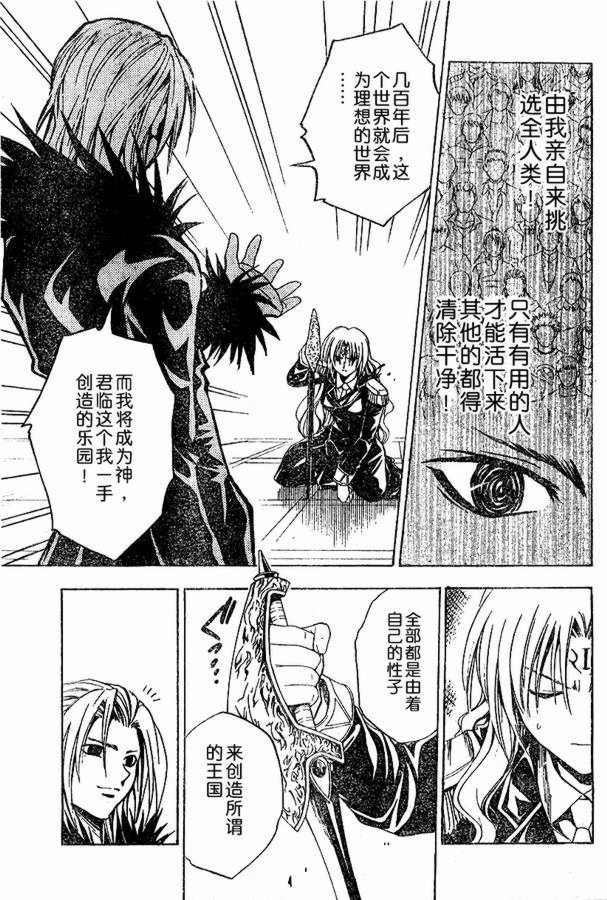 由我亲自来挑
选全人类！
只有有用的人
才能活下来
其他的都得
清除干净！
几百年后，这
个世界就会成
为理想的世界
……
而我将成为神，
君临这个我一手
创造的乐园！
全部都是由着
自己的性子
来创造所谓
的王国